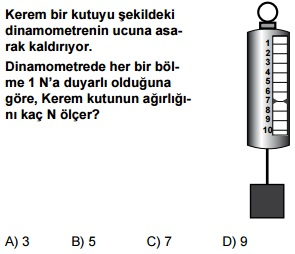 Kerem bir kutuyu şekildeki
dinamometrenin ucuna asa-
rak kaldırıyor.
Dinamometrede her bir böl-
me 1 N'a duyarlı olduğuna
göre, Kerem kutunun ağırlığı-
nı kaç N ölçer?
1
2
3
4
5
6
7
8
9
10
A) 3 B) 5 C) 7 D) 9